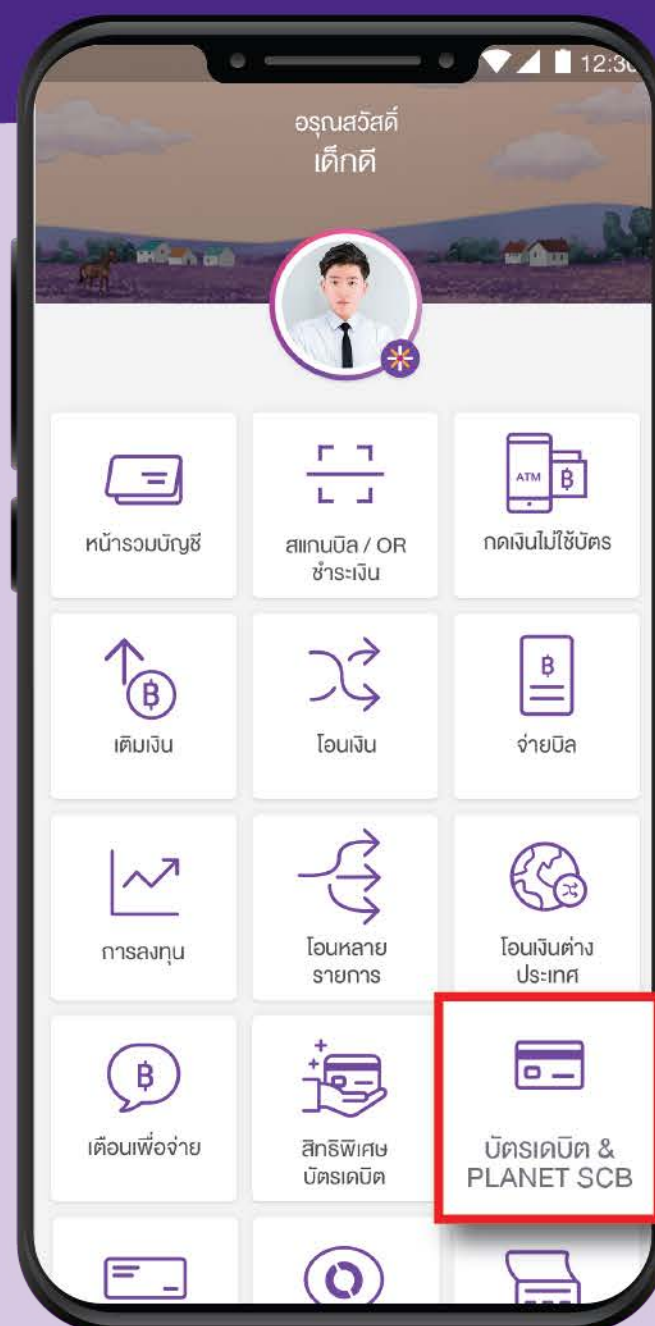 12:30
อรุณสวัสดิ์
เด็กดี
หน้ารวมบัญชี
สแกนบิล / QR
ชำระเงิน
ATM
฿
กดเงินไม่ใช้บัตร
฿
เติมเงิน
โอนเงิน
฿
จ่ายบิล
การลงทุน
โอนหลาย
รายการ
โอนเงินต่าง
ประเทศ
฿
เตือนเพื่อจ่าย
สิทธิพิเศษ
บัตรเดบิต
บัตรเดบิต &
PLANET SCB